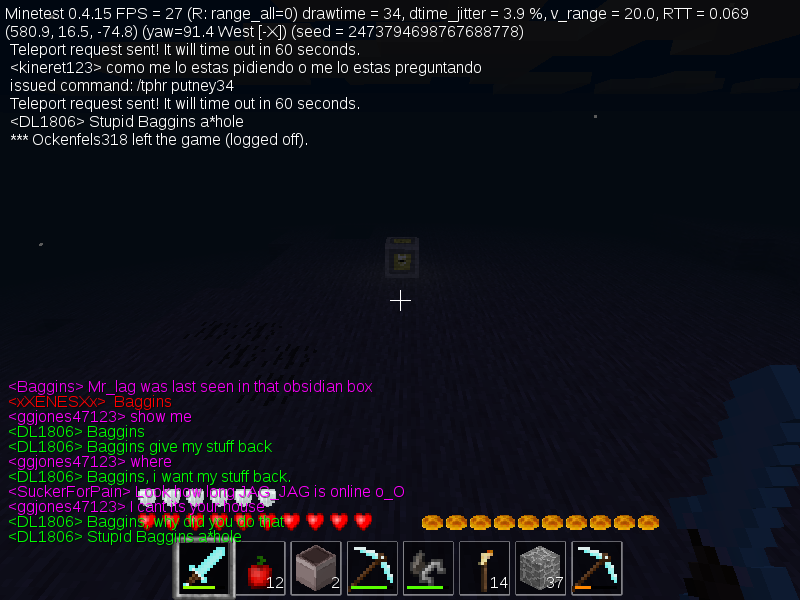 Minetest 0.4.15 FPS = 27 (R: range_all=0) drawtime = 34, dtime_jitter = 3.9 %, v_range = 20.0, RTT = 0.069
(580.9, 16.5, -74.8) (yaw=91.4 West [-X]) (seed = 2473794698767688778)
Teleport request sent! It will time out in 60 seconds.
<kineret123> como me lo estas pidiendo o me lo estas preguntando
issued command: /tphr putney34
Teleport request sent! It will time out in 60 seconds.
<DL1806> Stupid Baggins a*hole
*** Ockenfels318 left the game (logged off).
<Baggins> Mr_lag was last seen in that obsidian box
<xXENESXx> Baggins
<ggjones47123> show me
<DL1806> Baggins
<DL1806> Baggins give my stuff back
<ggjones47123> where
<DL1806> Baggins, i want my stuff back.
<SuckerForPain> Look how long JAG_JAG is online o_O
<ggjones47123> I cant its your house
<DL1806> Baggins, why did you do that
<DL1806> Stupid Baggins a*hole
12 2 14 37